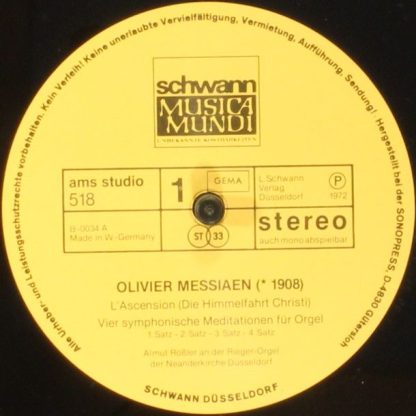 Alle Urheber- und Leistungsschutzrechte vorbehalten. Kein Verleih! Keine unerlaubte Vervielfältigung, Vermietung, Aufführung, Sendung! Hergestellt bei der SONOPRESS, D-4830 Gütersloh
schwann
MUSICA
MUNDI
UNBEKANNTE KOSTBARKEITEN
ams studio
518
1
GEMA
L. Schwann
Verlag
Düsseldorf
P
1972
B-0034 A
Made in W.-Germany
ST 33
stereo
auch mono abspielbar
OLIVIER MESSIAEN (* 1908)
L'Ascension (Die Himmelfahrt Christi)
Vier symphonische Meditationen für Orgel
1. Satz - 2. Satz - 3. Satz - 4. Satz
Almut Rößler an der Rieger-Orgel
der Neanderkirche Düsseldorf
SCHWANN DÜSSELDORF